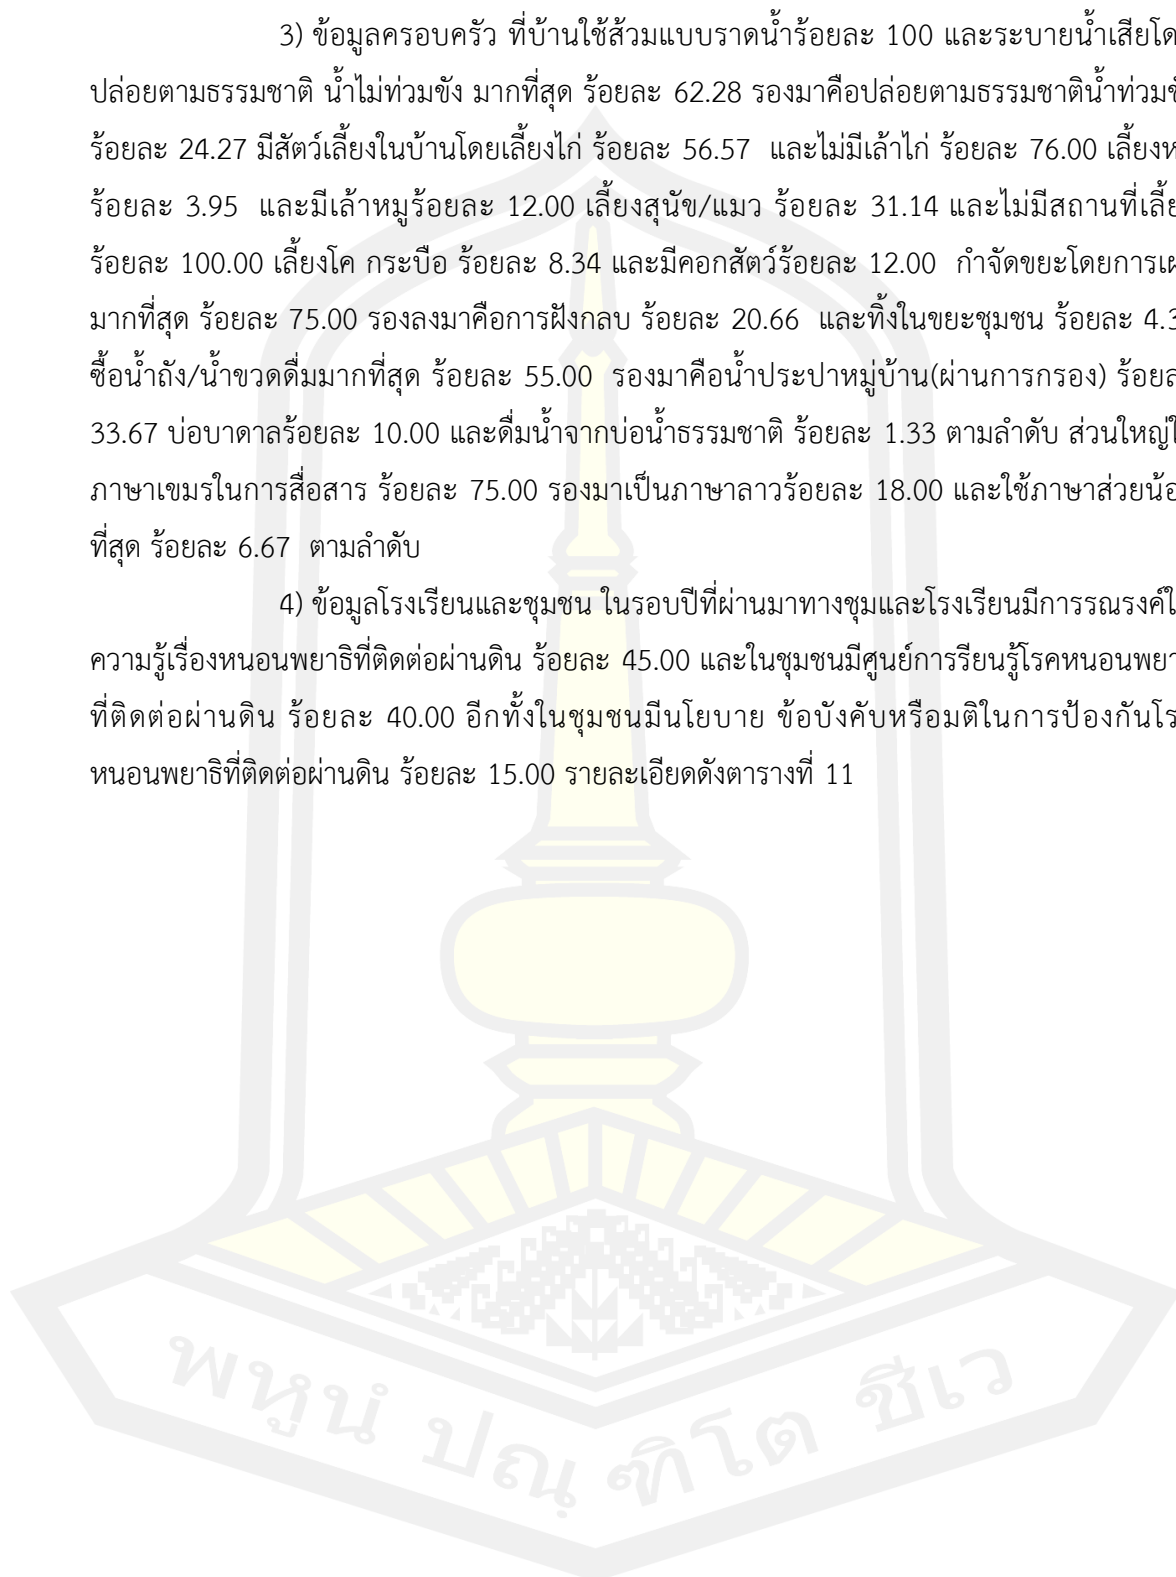 3) ข้อมูลครอบครัว ที่บ้านใช้ส้วมแบบราดน้ำร้อยละ 100 และระบายน้ำเสียโด
ปล่อยตามธรรมชาติ น้ำไม่ท่วมขัง มากที่สุด ร้อยละ 62.28 รองมาคือปล่อยตามธรรมชาติน้ำท่วม
ร้อยละ 24.27 มีสัตว์เลี้ยงในบ้านโดยเลี้ยงไก่ ร้อยละ 56.57 และไม่มีเล้าไก่ ร้อยละ 76.00 เลี้ยง
ร้อยละ 3.95 และมีเล้าหมูร้อยละ 12.00 เลี้ยงสุนัข/แมว ร้อยละ 31.14 และไม่มีสถานที่เลี้ย
ร้อยละ 100.00 เลี้ยงโค กระบือ ร้อยละ 8.34 และมีคอกสัตว์ร้อยละ 12.00 กำจัดขยะโดยการเ
มากที่สุด ร้อยละ 75.00 รองลงมาคือการฝังกลบ ร้อยละ 20.66 และทิ้งในขยะชุมชน ร้อยละ 4.3
ซื้อน้ำถัง/น้ำขวดดื่มมากที่สุด ร้อยละ 55.00 รองมาคือน้ำประปาหมู่บ้าน(ผ่านการกรอง) ร้อยล
33.67 บ่อบาดาลร้อยละ 10.00 และดื่มน้ำจากบ่อน้ำธรรมชาติ ร้อยละ 1.33 ตามลำดับ ส่วนใหญ่ใ
ภาษาเขมรในการสื่อสาร ร้อยละ 75.00 รองมาเป็นภาษาลาวร้อยละ 18.00 และใช้ภาษาส่วยน้อ
ที่สุด ร้อยละ 6.67 ตามลำดับ
4) ข้อมูลโรงเรียนและชุมชน ในรอบปีที่ผ่านมาทางชุมและโรงเรียนมีการรณรงค์ใ
ความรู้เรื่องหนอนพยาธิที่ติดต่อผ่านดิน ร้อยละ 45.00 และในชุมชนมีศูนย์การรียนรู้โรคหนอนพยา
ที่ติดต่อผ่านดิน ร้อยละ 40.00 อีกทั้งในชุมชนมีนโยบาย ข้อบังคับหรือมติในการป้องกันโร
หนอนพยาธิที่ติดต่อผ่านดิน ร้อยละ 15.00 รายละเอียดดังตารางที่ 11
พหูนํ ปณฺฑิโต ชีเว